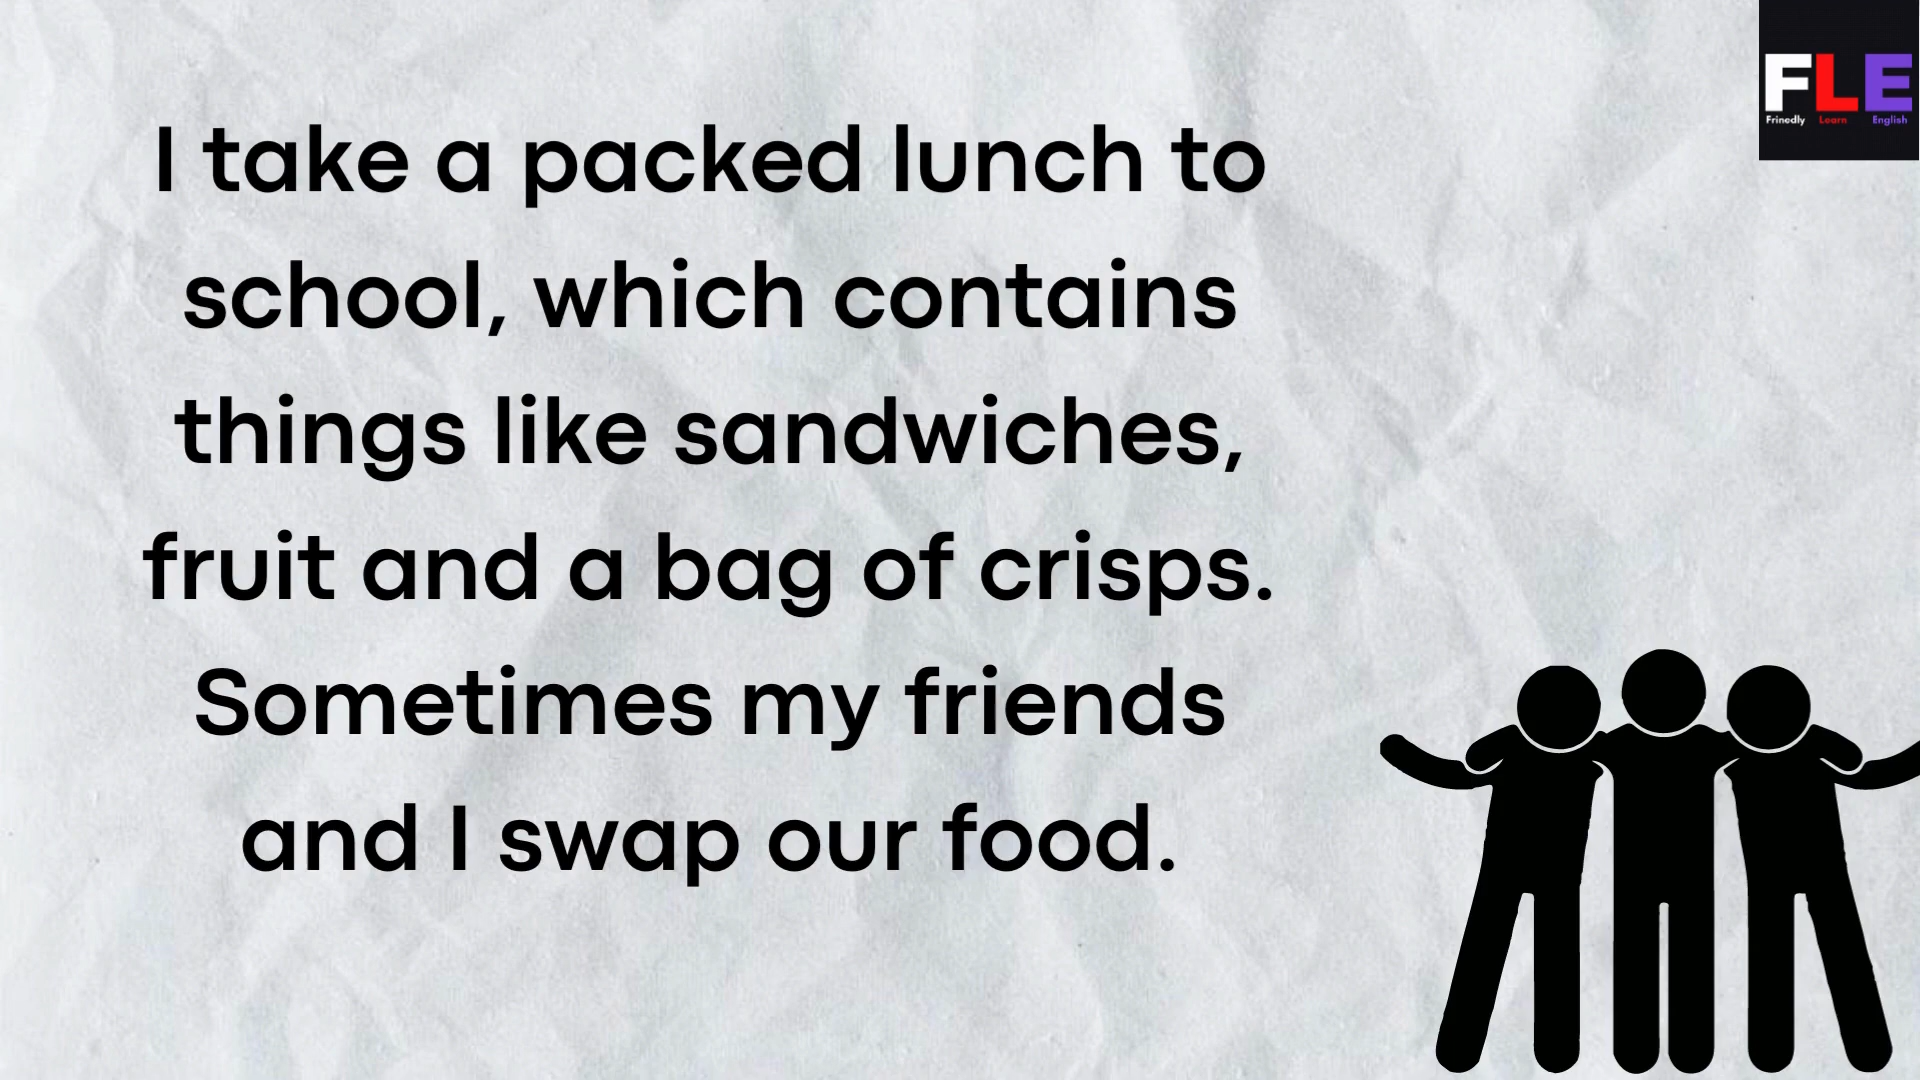 FLE
Frinedly Learn English
I take a packed lunch to
school, which contains
things like sandwiches,
fruit and a bag of crisps.
Sometimes my friends
and I swap our food.